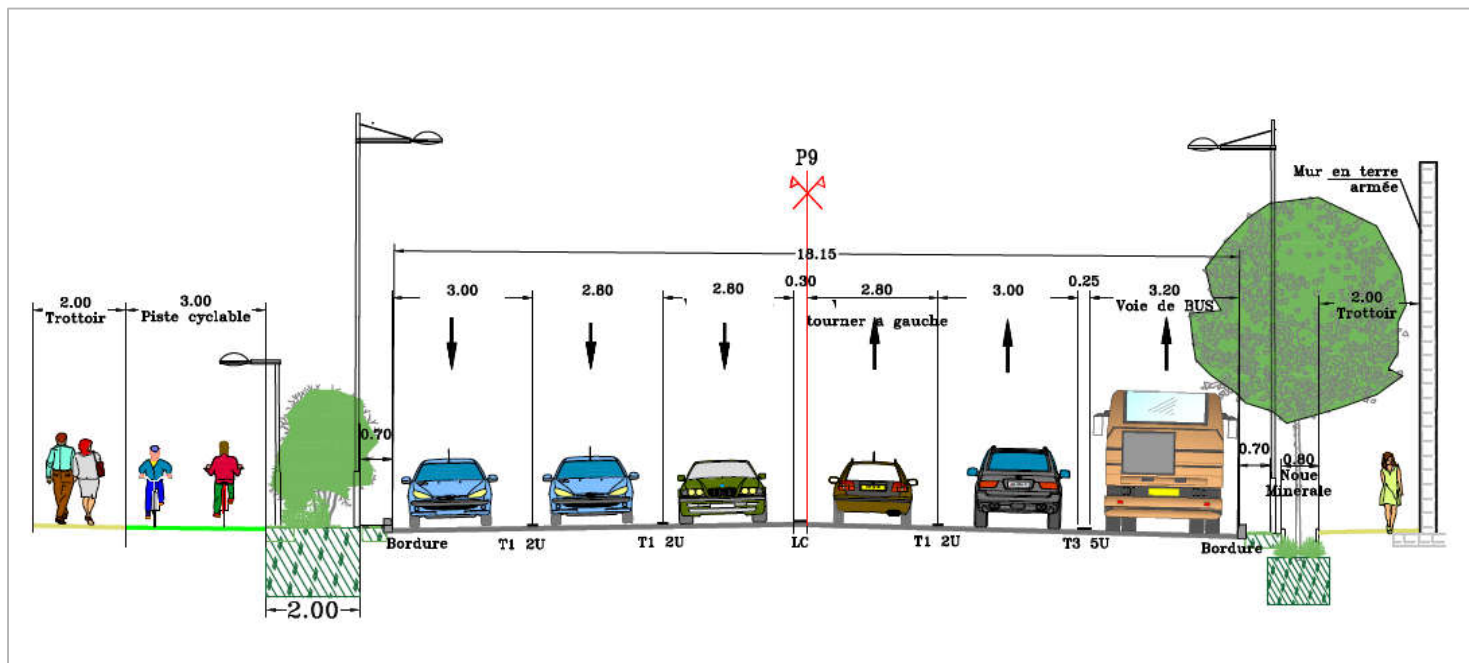 P9
Mur en terre
armée
18.15
3.00
2.80
2.80
0.30
2.80
3.00
0.25
3.20
tourner a gauche
Voie de BUS
2.00
Trottoir
3.00
Piste cyclable
2.00
Trottoir
0.70
0.70
0.80
Noue
Minerale
Bordure
T1 2U
T1 2U
LC
T1 2U
T3 5U
Bordure
2.00